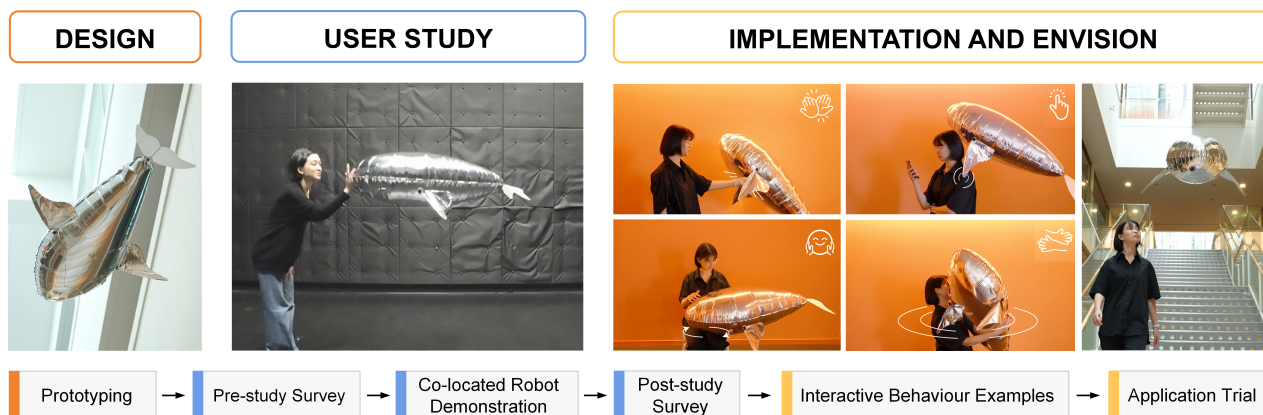 DESIGN
USER STUDY
IMPLEMENTATION AND ENVISION
Prototyping
Pre-study Survey
Co-located Robot
Demonstration
Post-study
Survey
Interactive Behaviour Examples
Application Trial